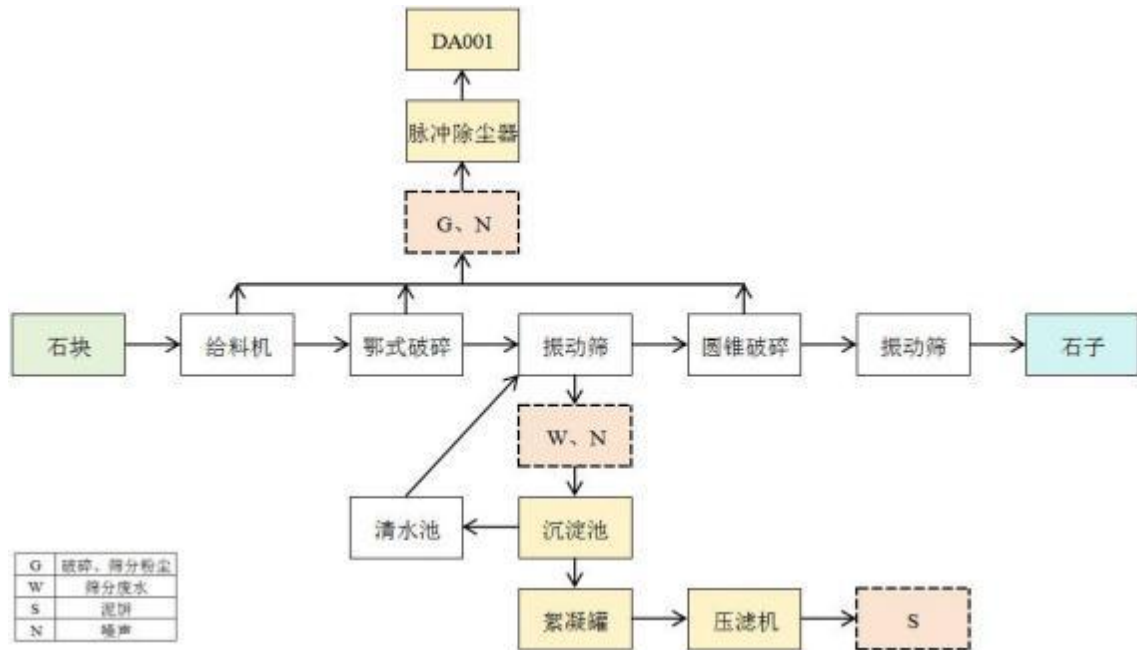 DA001
脉冲除尘器
G、N
石块
给料机
鄂式破碎
振动筛
圆锥破碎
振动筛
石子
W、N
清水池
沉淀池
絮凝罐
压滤机
S
G 破碎、筛分粉尘
W 筛分废水
S 泥饼
N 噪声